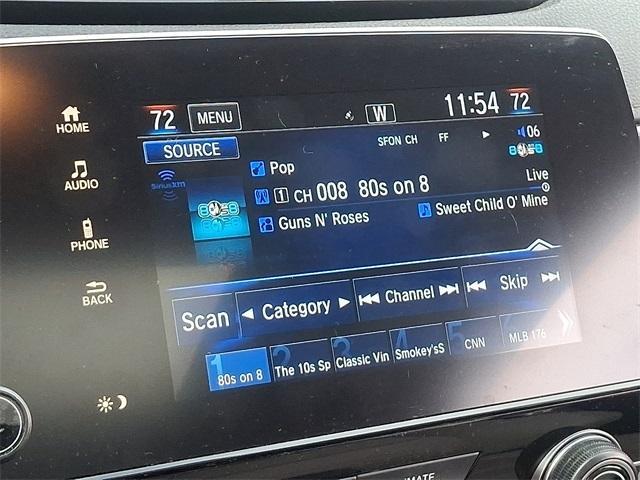 72 MENU W 11:54 72
HOME
SOURCE SFON CH FF 06
Pop
AUDIO
SiriusXM
Live
1 CH 008 80s on 8
8 8
Guns N' Roses Sweet Child O' Mine
PHONE
BACK
Scan Category Channel Skip
1 2 3 4 5
80s on 8 The 10s Sp Classic Vin Smokey'sS CNN MLB 176